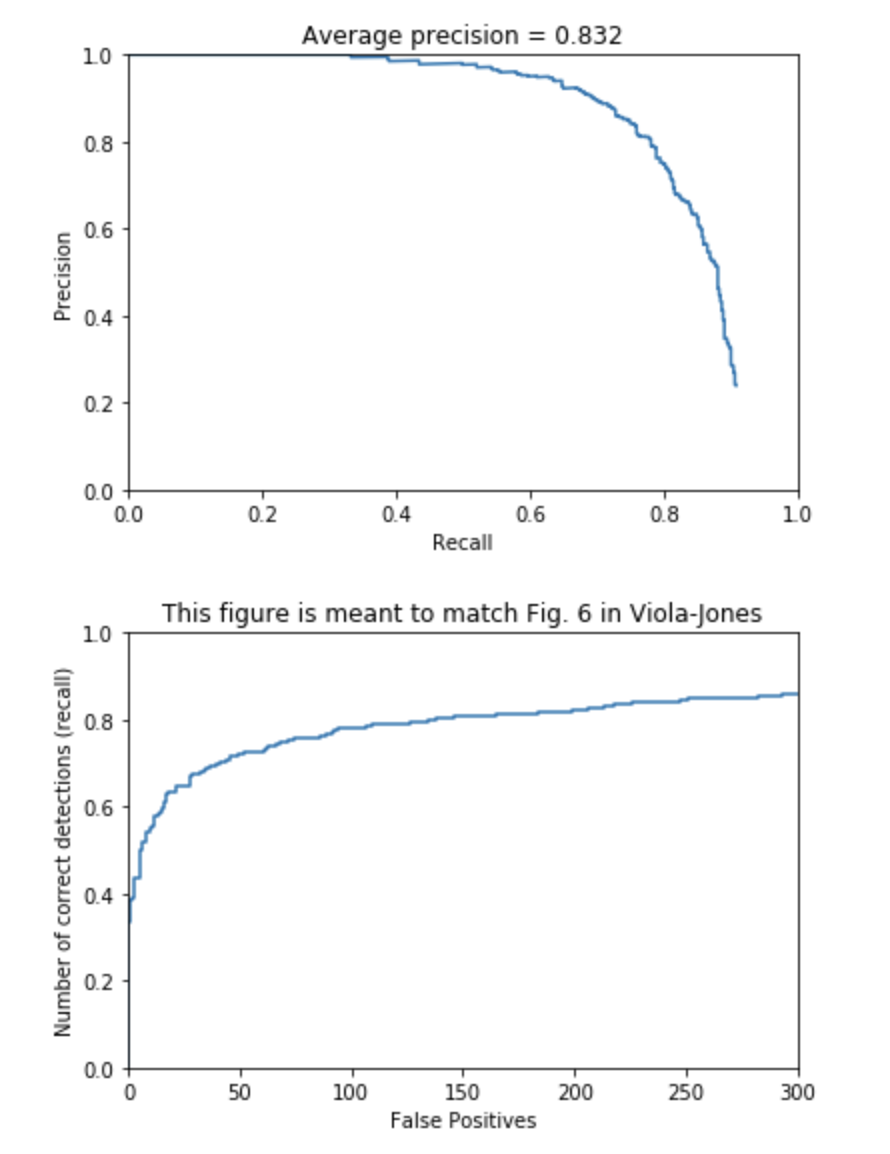 Average precision = 0.832
1.0
0.8
0.6
0.4
0.2
0.0
Precision
0.0 0.2 0.4 0.6 0.8 1.0
Recall
This figure is meant to match Fig. 6 in Viola-Jones
1.0
0.8
0.6
0.4
0.2
0.0
Number of correct detections (recall)
0 50 100 150 200 250 300
False Positives